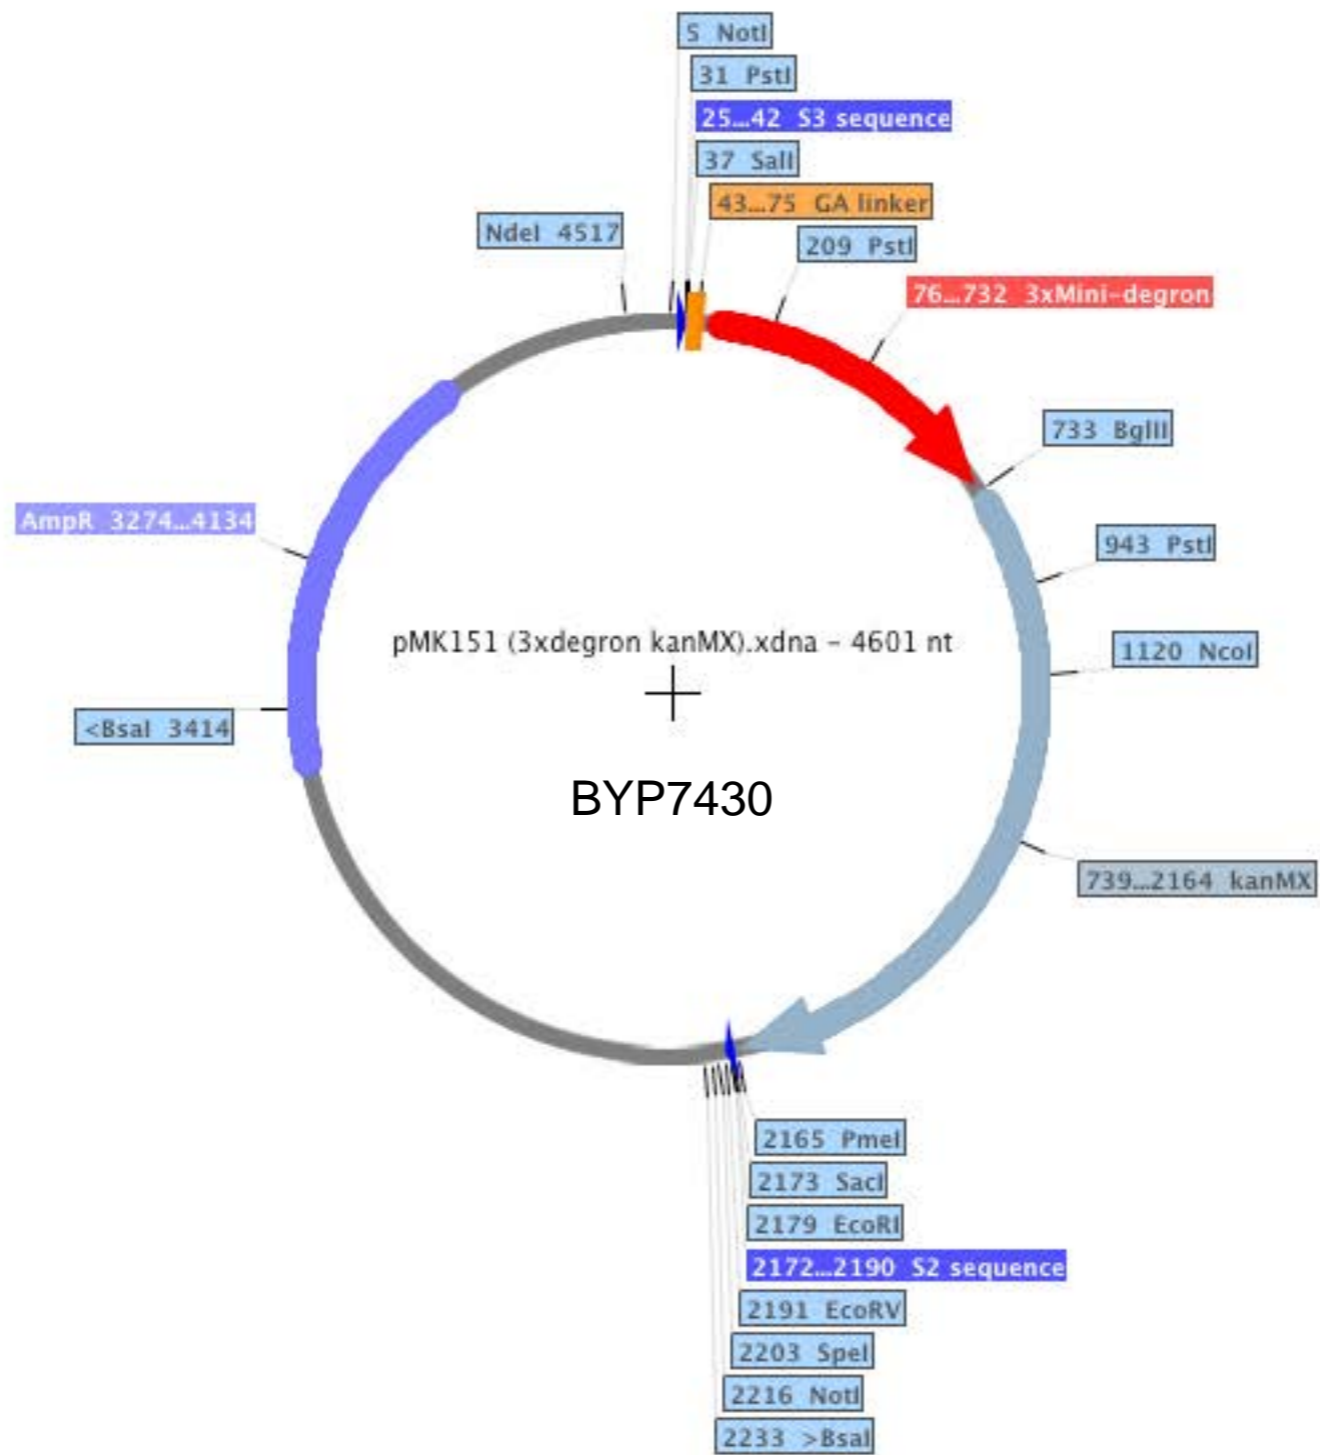 5 NotI
31 PstI
25...42 S3 sequence
37 SalI
43...75 GA linker
NdeI 4517
209 PstI
76...732 3xMini-degron
733 BglII
AmpR 3274...4134
943 PstI
pMK151 (3xdegron kanMX).xdna - 4601 nt
1120 NcoI
<BsaI 3414
BYP7430
739...2164 kanMX
2165 PmeI
2173 SacI
2179 EcoRI
2172...2190 S2 sequence
2191 EcoRV
2203 SpeI
2216 NotI
2233 >BsaI